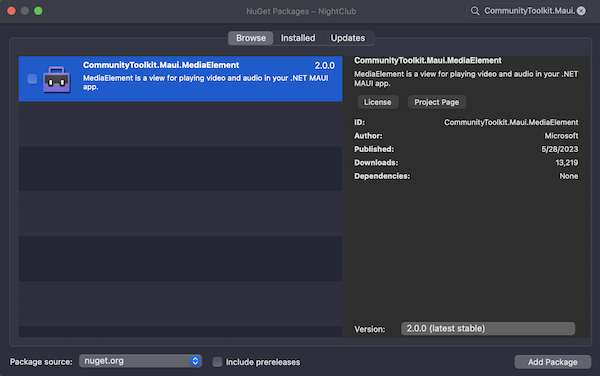 NuGet Packages – NightClub
CommunityToolkit.Maui.
Browse
Installed
Updates
CommunityToolkit.Maui.MediaElement
2.0.0
MediaElement is a view for playing video and audio in your .NET MAUI
app.
CommunityToolkit.Maui.MediaElement
MediaElement is a view for playing video and audio in your .NET
MAUI app.
License
Project Page
ID: CommunityToolkit.Maui.MediaElement
Author: Microsoft
Published: 5/28/2023
Downloads: 13,219
Dependencies: None
Version: 2.0.0 (latest stable)
Package source: nuget.org
Include prereleases
Add Package